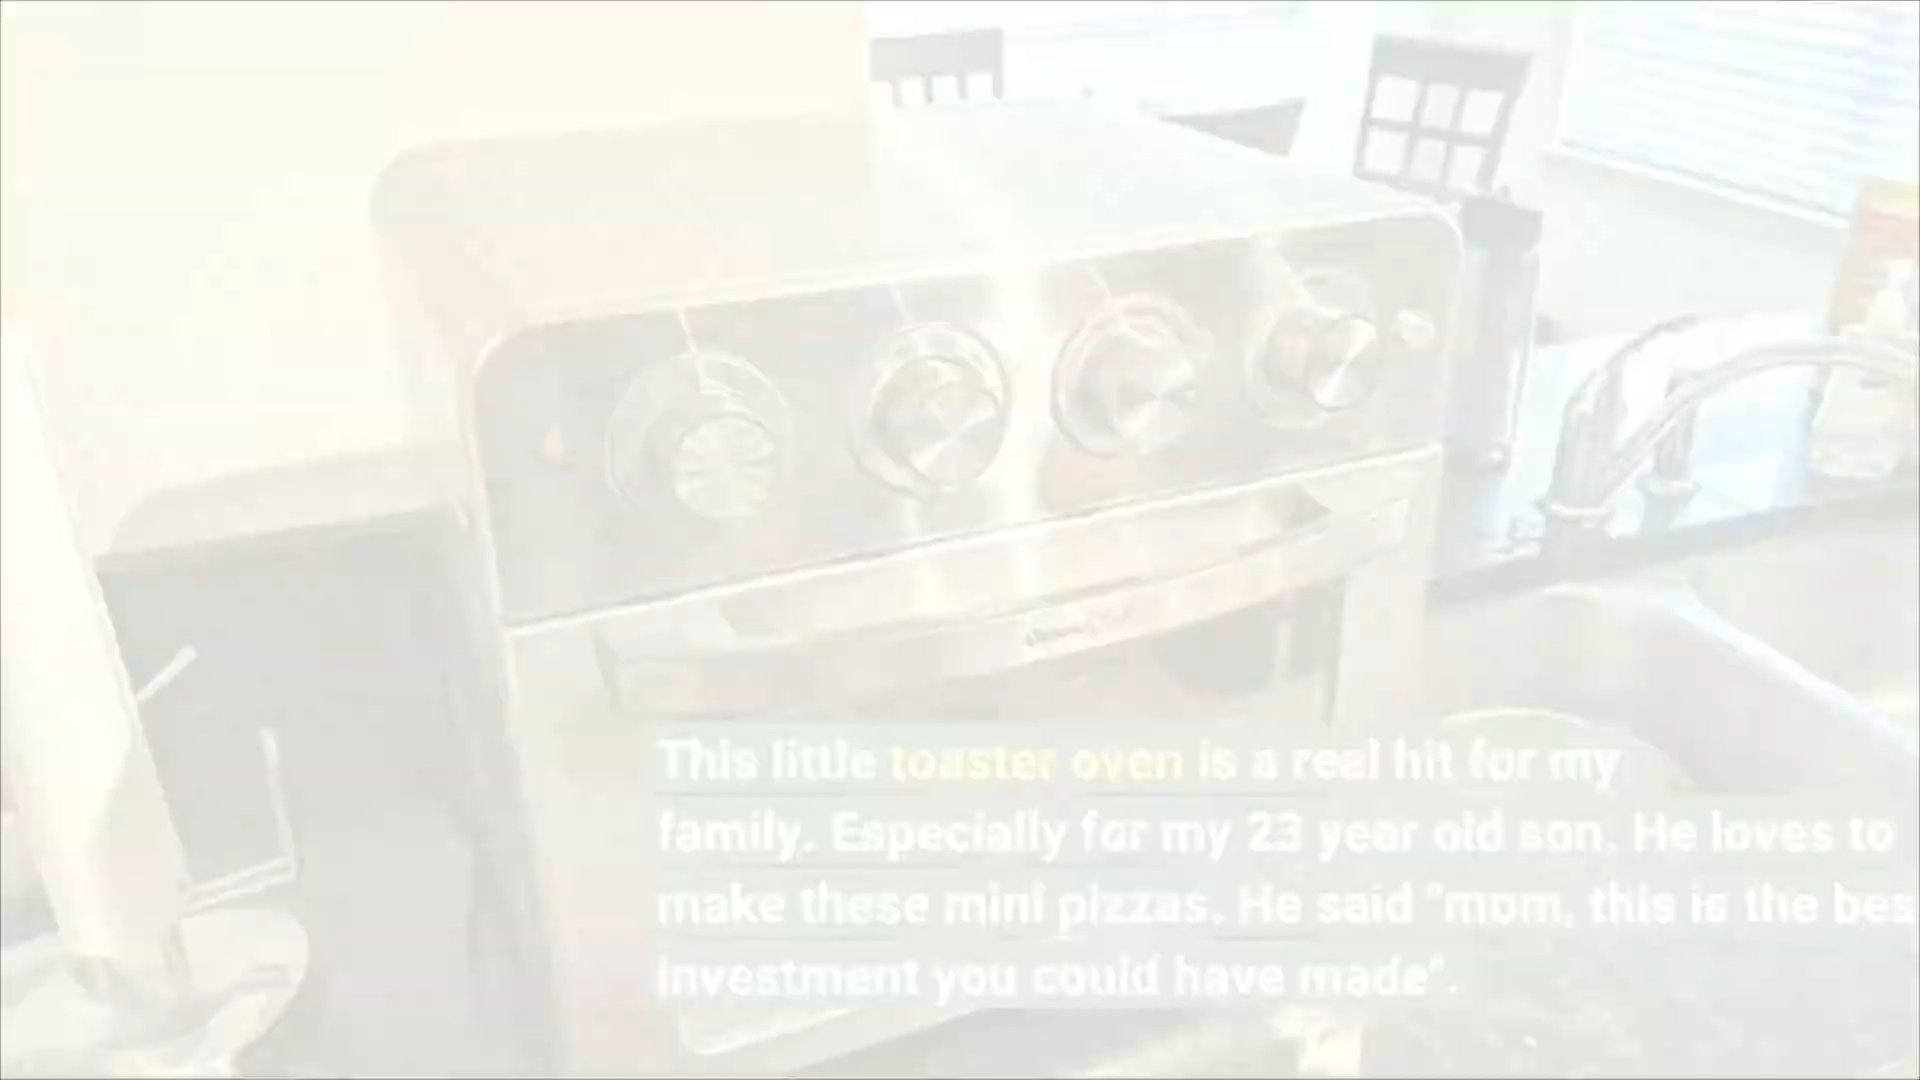 This little toaster oven is a real hit for my
family. Especially for my 23 year old son. He loves to
make these mini pizzas. He said "mom, this is the bes
investment you could have made".